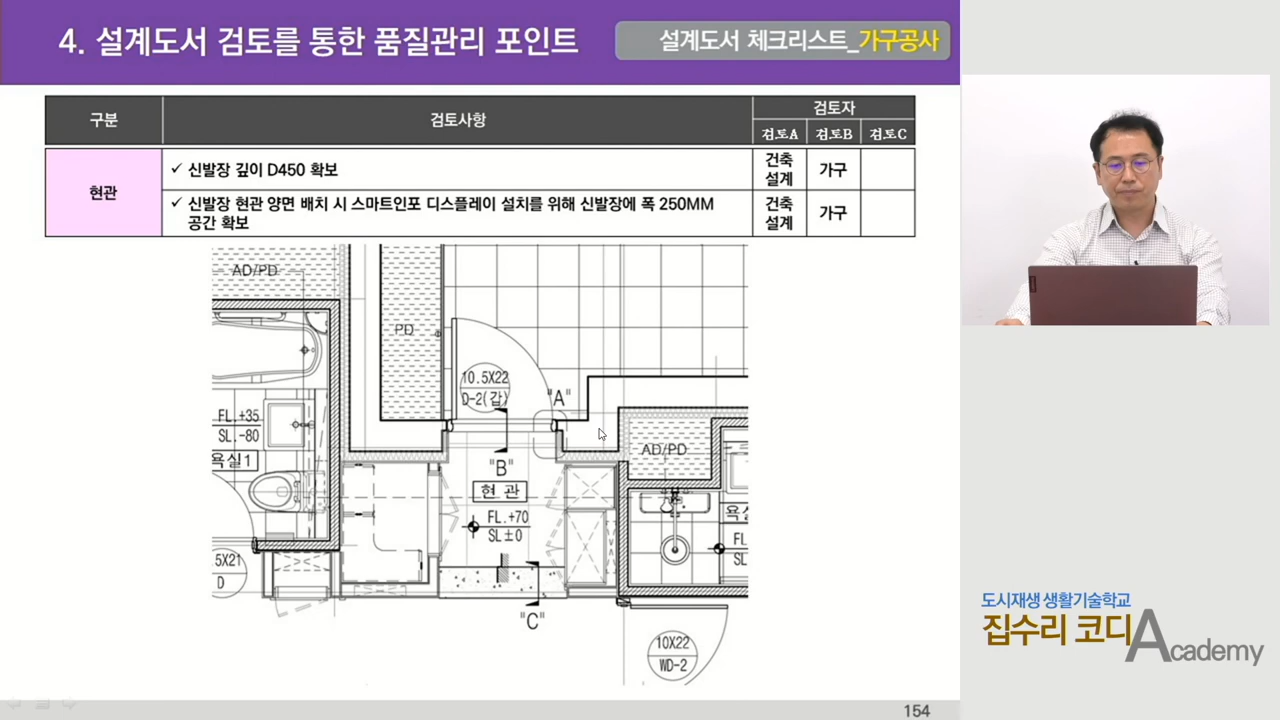 4. 설계도서 검토를 통한 품질관리 포인트
설계도서 체크리스트_가구공사
구분
검토사항
검토자
검토A
검토B
검토C
현관
✓ 신발장 깊이 D450 확보
건축
설계
가구
✓ 신발장 현관 양면 배치 시 스마트인포 디스플레이 설치를 위해 신발장에 폭 250MM
공간 확보
건축
설계
가구
AD/PD
PD
10.5X22
D-2(갑)
"A"
FL.+35
SL.-80
욕실1
"B"
현 관
FL.+70
SL±0
AD/PD
욕실
FL
SL
5X21
D
"C"
10X22
WD-2
도시재생 생활기술학교
집수리 코디 Academy
154